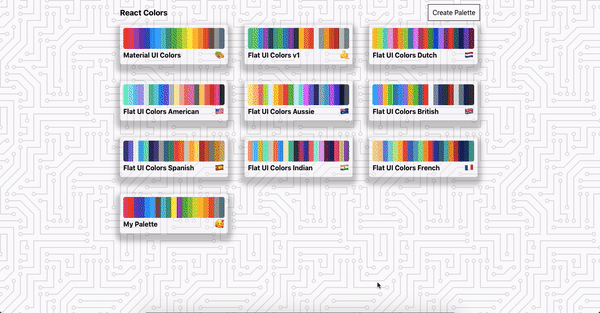 React Colors
Create Palette
Material UI Colors
Flat UI Colors v1
Flat UI Colors Dutch
Flat UI Colors American
Flat UI Colors Aussie
Flat UI Colors British
Flat UI Colors Spanish
Flat UI Colors Indian
Flat UI Colors French
My Palette